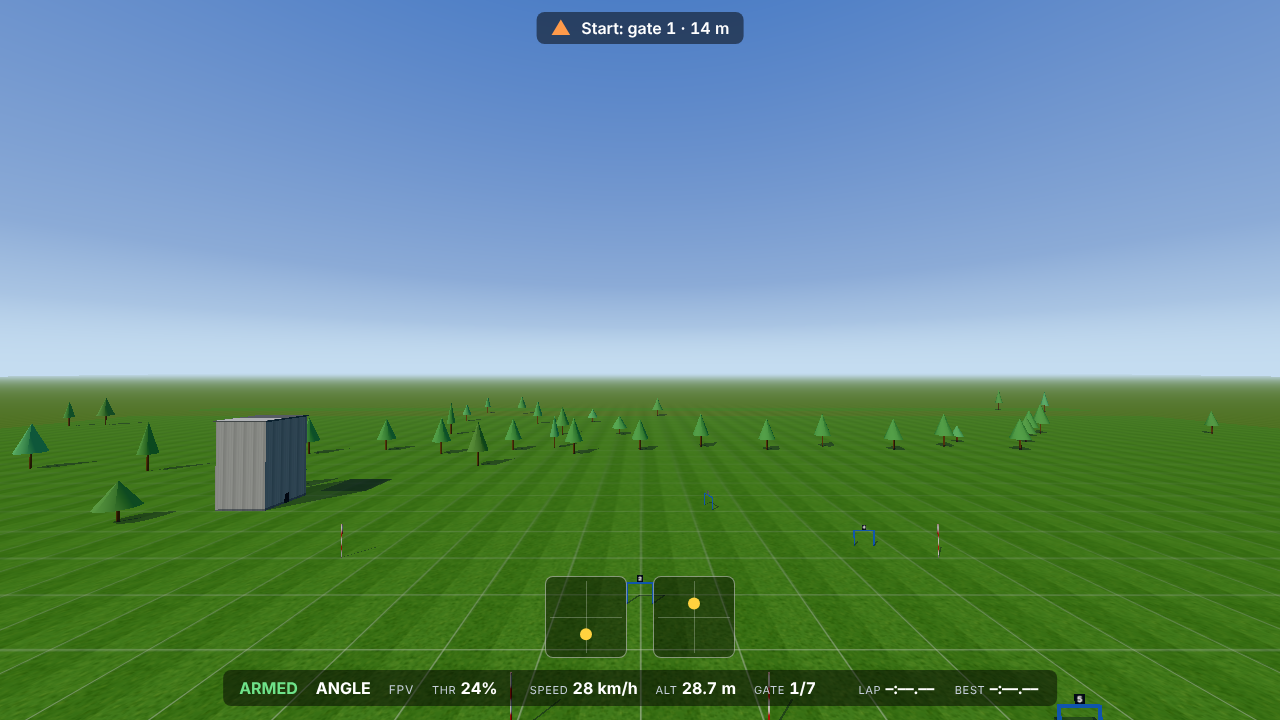 Start: gate 1 · 14 m
ARMED ANGLE FPV THR 24% SPEED 28 km/h ALT 28.7 m GATE 1/7 LAP –:––.–– BEST –:––.––
5